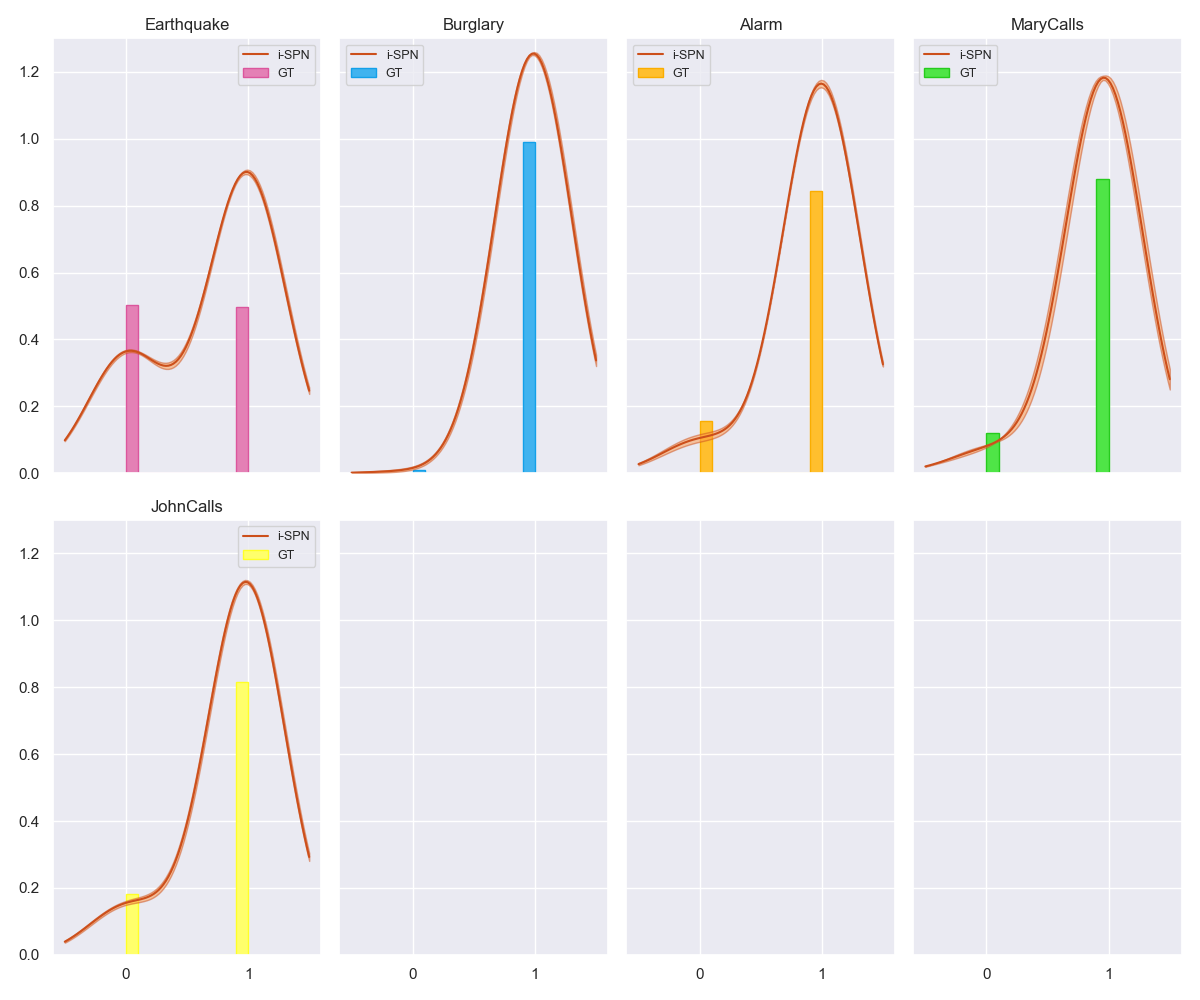 Earthquake
i-SPN
GT
1.2
1.0
0.8
0.6
0.4
0.2
0.0
Burglary
i-SPN
GT
Alarm
i-SPN
GT
MaryCalls
i-SPN
GT
JohnCalls
i-SPN
GT
1.2
1.0
0.8
0.6
0.4
0.2
0.0
0 1
0 1
0 1
0 1